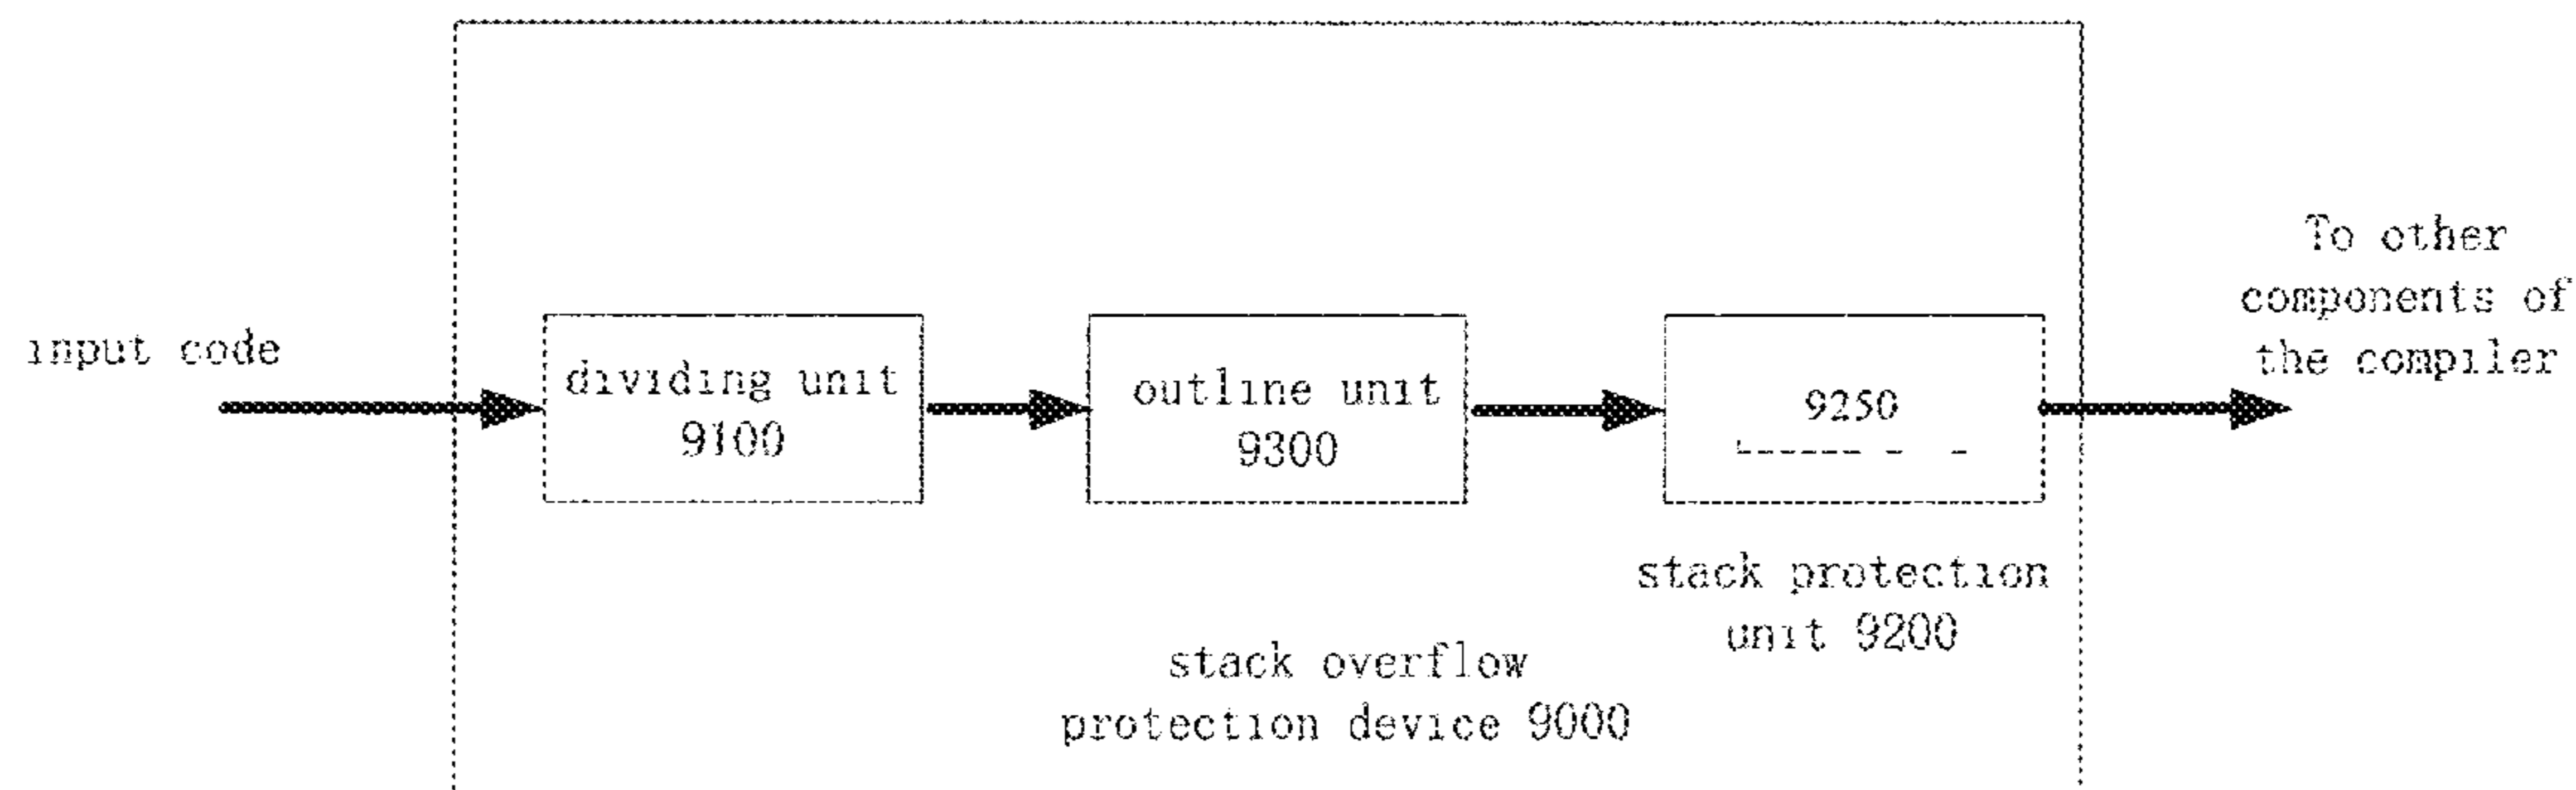 input code
dividing unit
9100
outline unit
9300
9250
stack protection
unit 9200
stack overflow
protection device 9000
To other
components of
the compiler